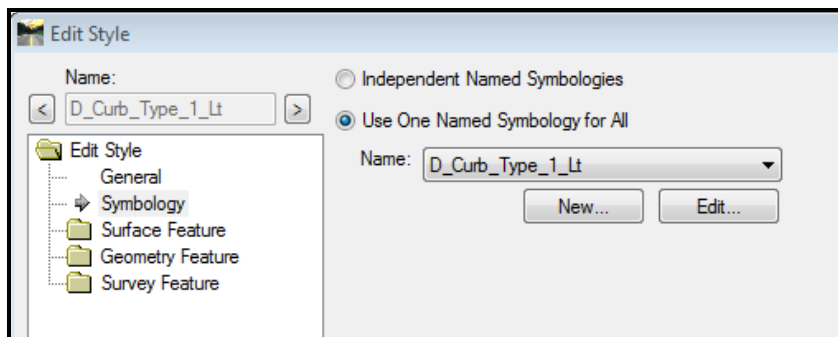 Edit Style
Name:
< D_Curb_Type_1_Lt >
Edit Style
General
Symbology
Surface Feature
Geometry Feature
Survey Feature
Independent Named Symbologies
Use One Named Symbology for All
Name: D_Curb_Type_1_Lt
New... Edit...